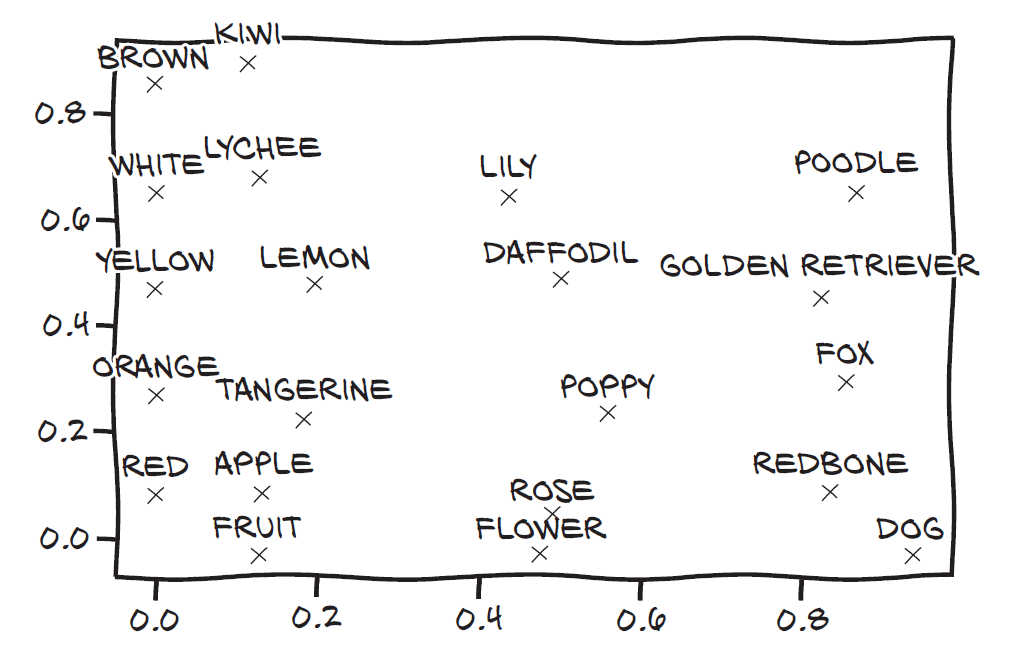 KIWI
BROWN
0.8
LYCHEE
WHITE
LILY
POODLE
0.6
YELLOW
LEMON
DAFFODIL
GOLDEN RETRIEVER
0.4
ORANGE
TANGERINE
POPPY
FOX
0.2
RED
APPLE
ROSE
REDBONE
0.0
FRUIT
FLOWER
DOG
0.0
0.2
0.4
0.6
0.8